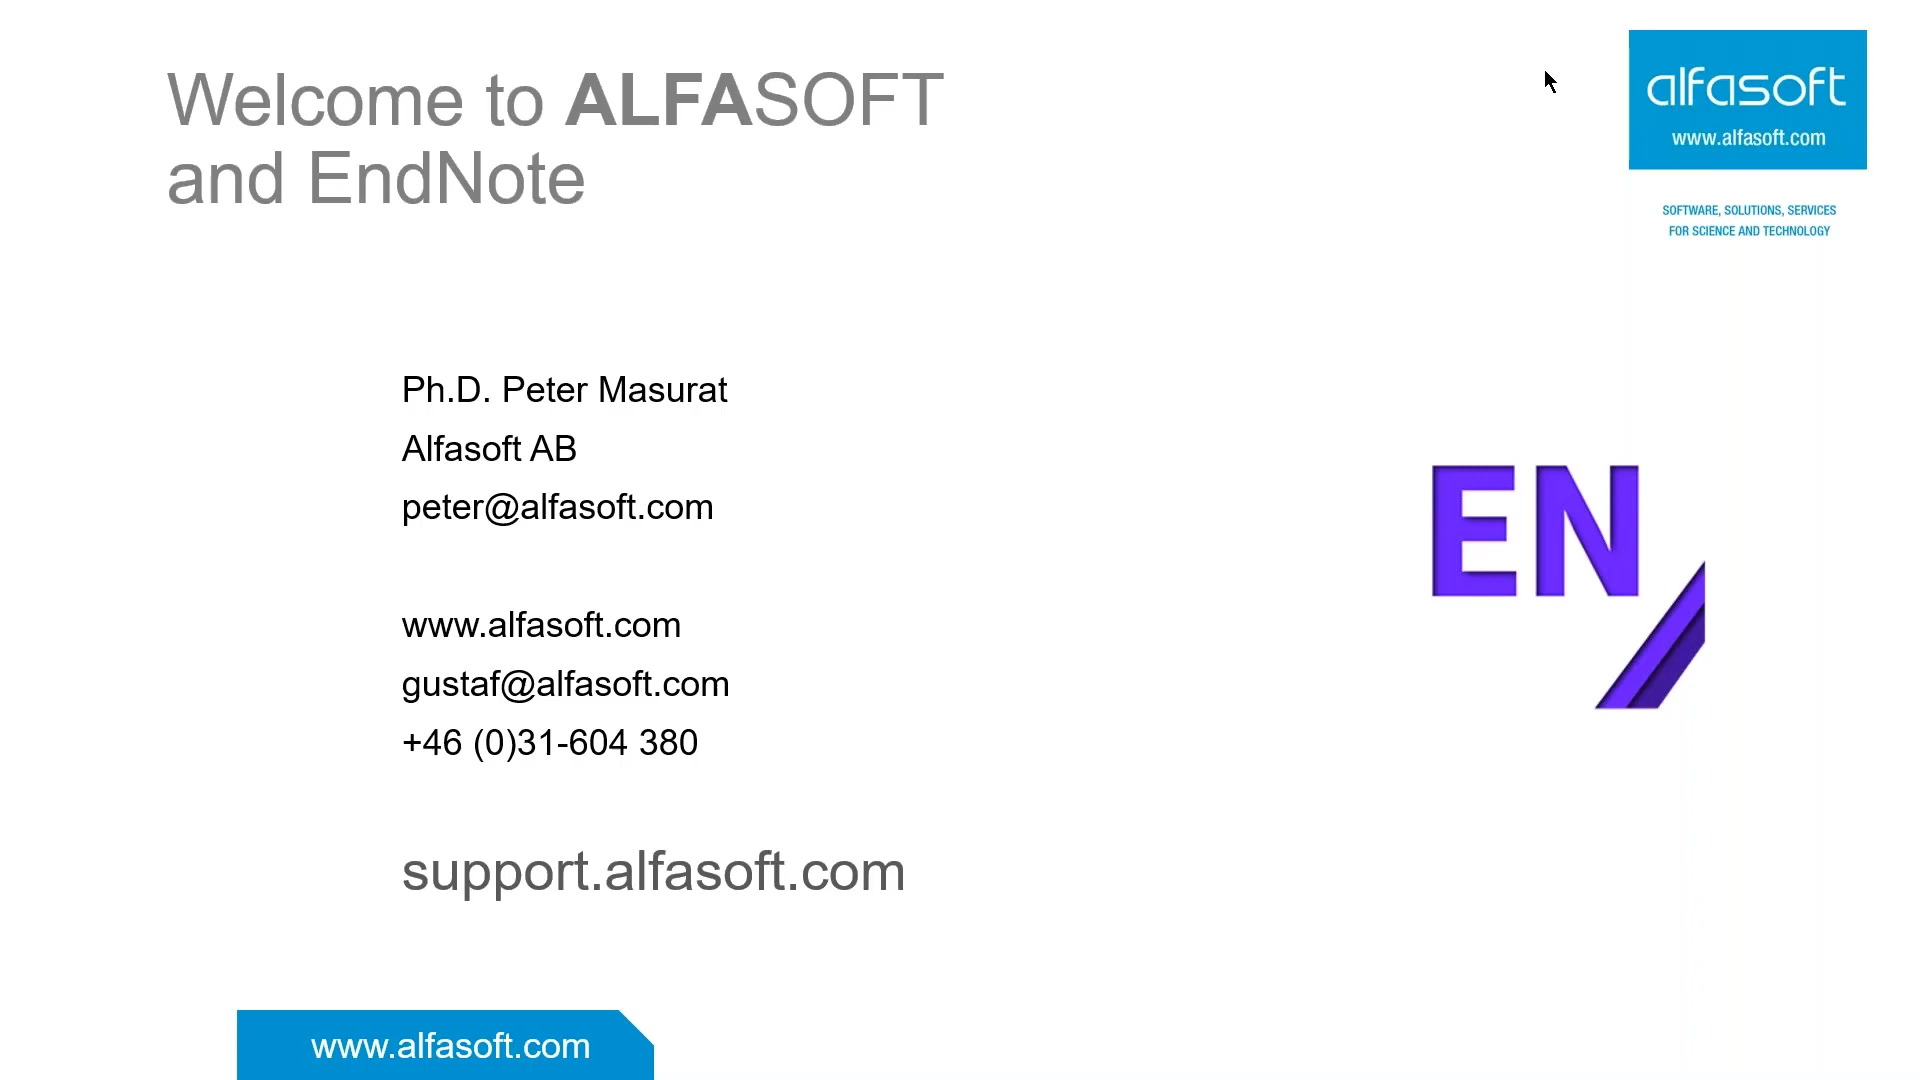 Welcome to ALFASOFT
and EndNote
alfasoft
www.alfasoft.com
SOFTWARE, SOLUTIONS, SERVICES
FOR SCIENCE AND TECHNOLOGY
Ph.D. Peter Masurat
Alfasoft AB
peter@alfasoft.com
www.alfasoft.com
gustaf@alfasoft.com
+46 (0)31-604 380
EN
support.alfasoft.com
www.alfasoft.com